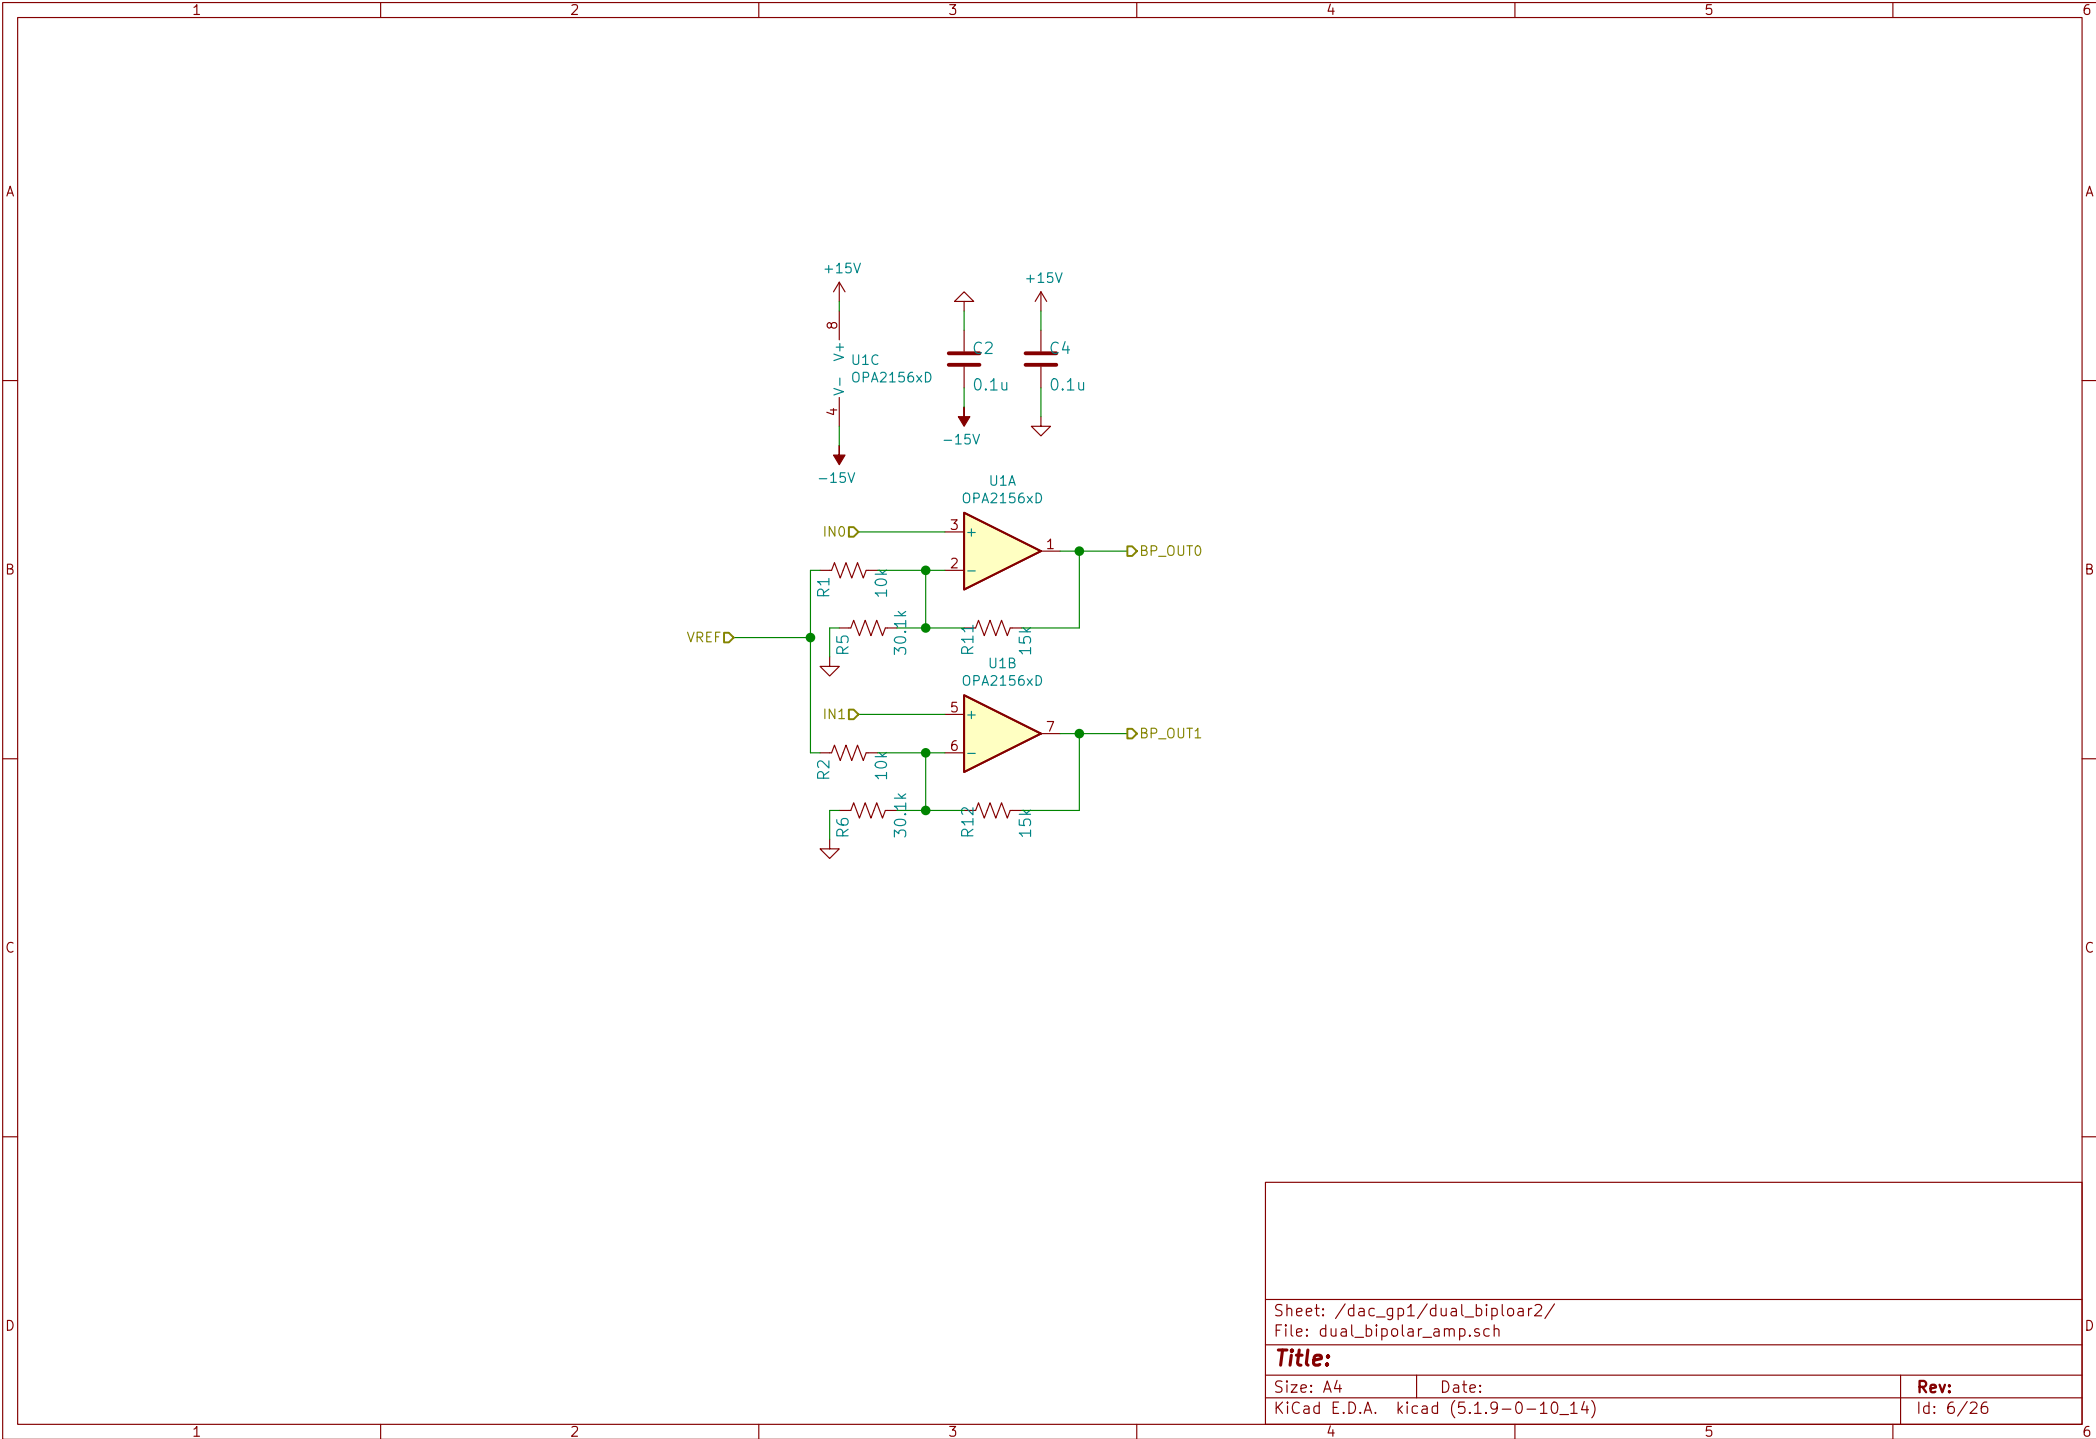 1 2 3 4 5 6
A A
+15V
+15V
8
V+
C2
C4
U1C
OPA2156xD
V-
0.1u
0.1u
4
-15V
-15V
U1A
OPA2156xD
IN0
3
+
1
BP_OUT0
B B
2
-
R1
10k
VREF
R5
30.1k
R11
15k
U1B
OPA2156xD
IN1
5
+
7
BP_OUT1
6
-
R2
10k
R6
30.1k
R12
15k
C C
Sheet: /dac_gp1/dual_biploar2/
D D
File: dual_bipolar_amp.sch
Title:
Size: A4 Date: Rev:
KiCad E.D.A. kicad (5.1.9-0-10_14) Id: 6/26
1 2 3 4 5 6